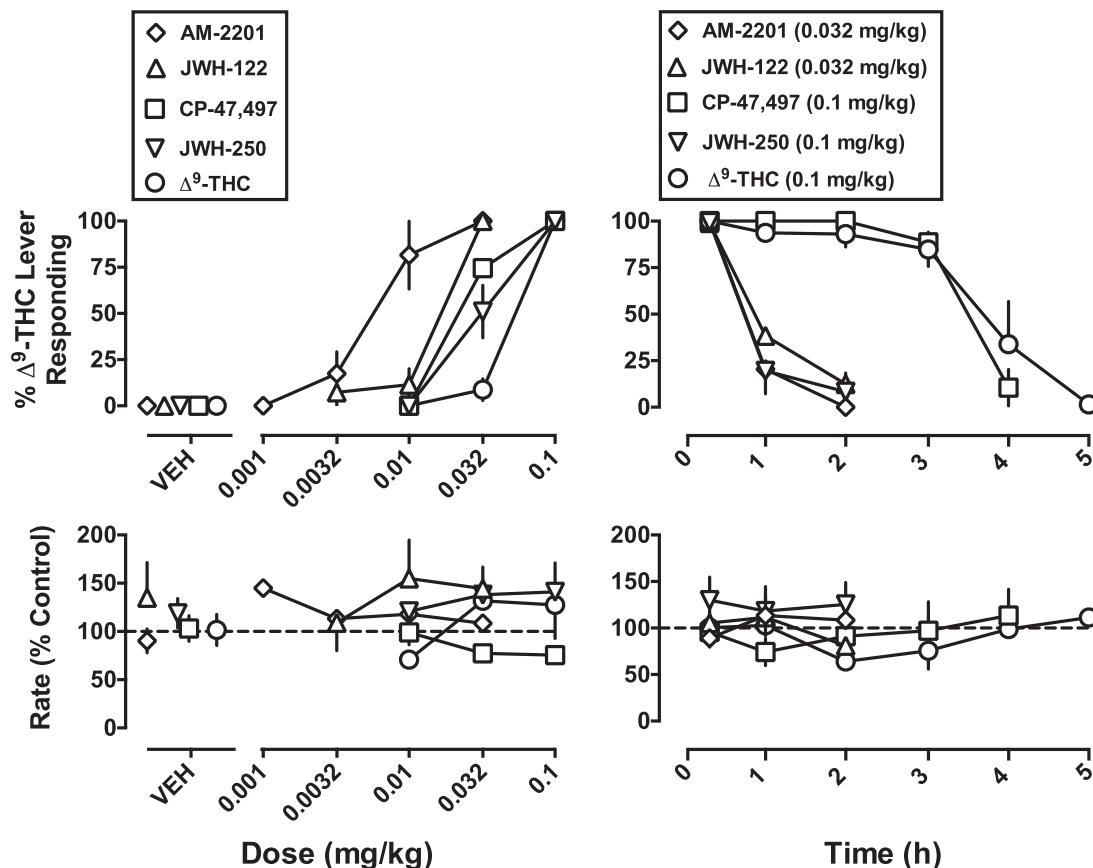 AM-2201
JWH-122
CP-47,497
JWH-250
Δ⁹-THC
AM-2201 (0.032 mg/kg)
JWH-122 (0.032 mg/kg)
CP-47,497 (0.1 mg/kg)
JWH-250 (0.1 mg/kg)
Δ⁹-THC (0.1 mg/kg)
% Δ⁹-THC Lever
Responding
100
75
50
25
0
VEH
0.001
0.0032
0.01
0.032
0.1
100
75
50
25
0
0
1
2
3
4
5
Rate (% Control)
200
150
100
50
0
VEH
0.001
0.0032
0.01
0.032
0.1
Dose (mg/kg)
200
150
100
50
0
0
1
2
3
4
5
Time (h)